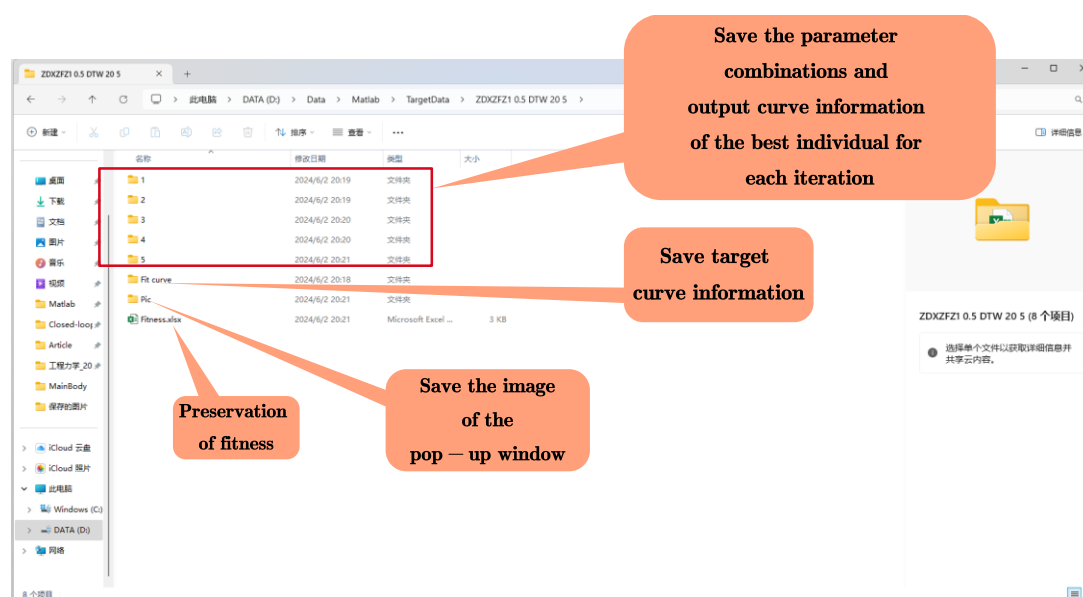 Save the parameter
combinations and
output curve information
of the best individual for
each iteration
ZDXZFZ1 0.5 DTW 20 5
此电脑 > DATA (D:) > Data > Matlab > TargetData > ZDXZFZ1 0.5 DTW 20 5 >
新建 排序 查看 ... 详细信息
名称 修改日期 类型 大小
桌面
下载
文档
图片
音乐
视频
Matlab
Closed-loop
Article
工程力学_20
MainBody
保存的图片
iCloud 云盘
iCloud 照片
此电脑
Windows (C:)
DATA (D:)
网络
8 个项目
1 2024/6/2 20:19 文件夹
2 2024/6/2 20:19 文件夹
3 2024/6/2 20:20 文件夹
4 2024/6/2 20:20 文件夹
5 2024/6/2 20:21 文件夹
Fit curve 2024/6/2 20:18 文件夹
Pic 2024/6/2 20:21 文件夹
Fitness.xlsx 2024/6/2 20:21 Microsoft Excel ... 3 KB
Save target
curve information
Preservation
of fitness
Save the image
of the
pop − up window
ZDXZFZ1 0.5 DTW 20 5 (8 个项目)
选择单个文件以获取详细信息并
共享云内容。